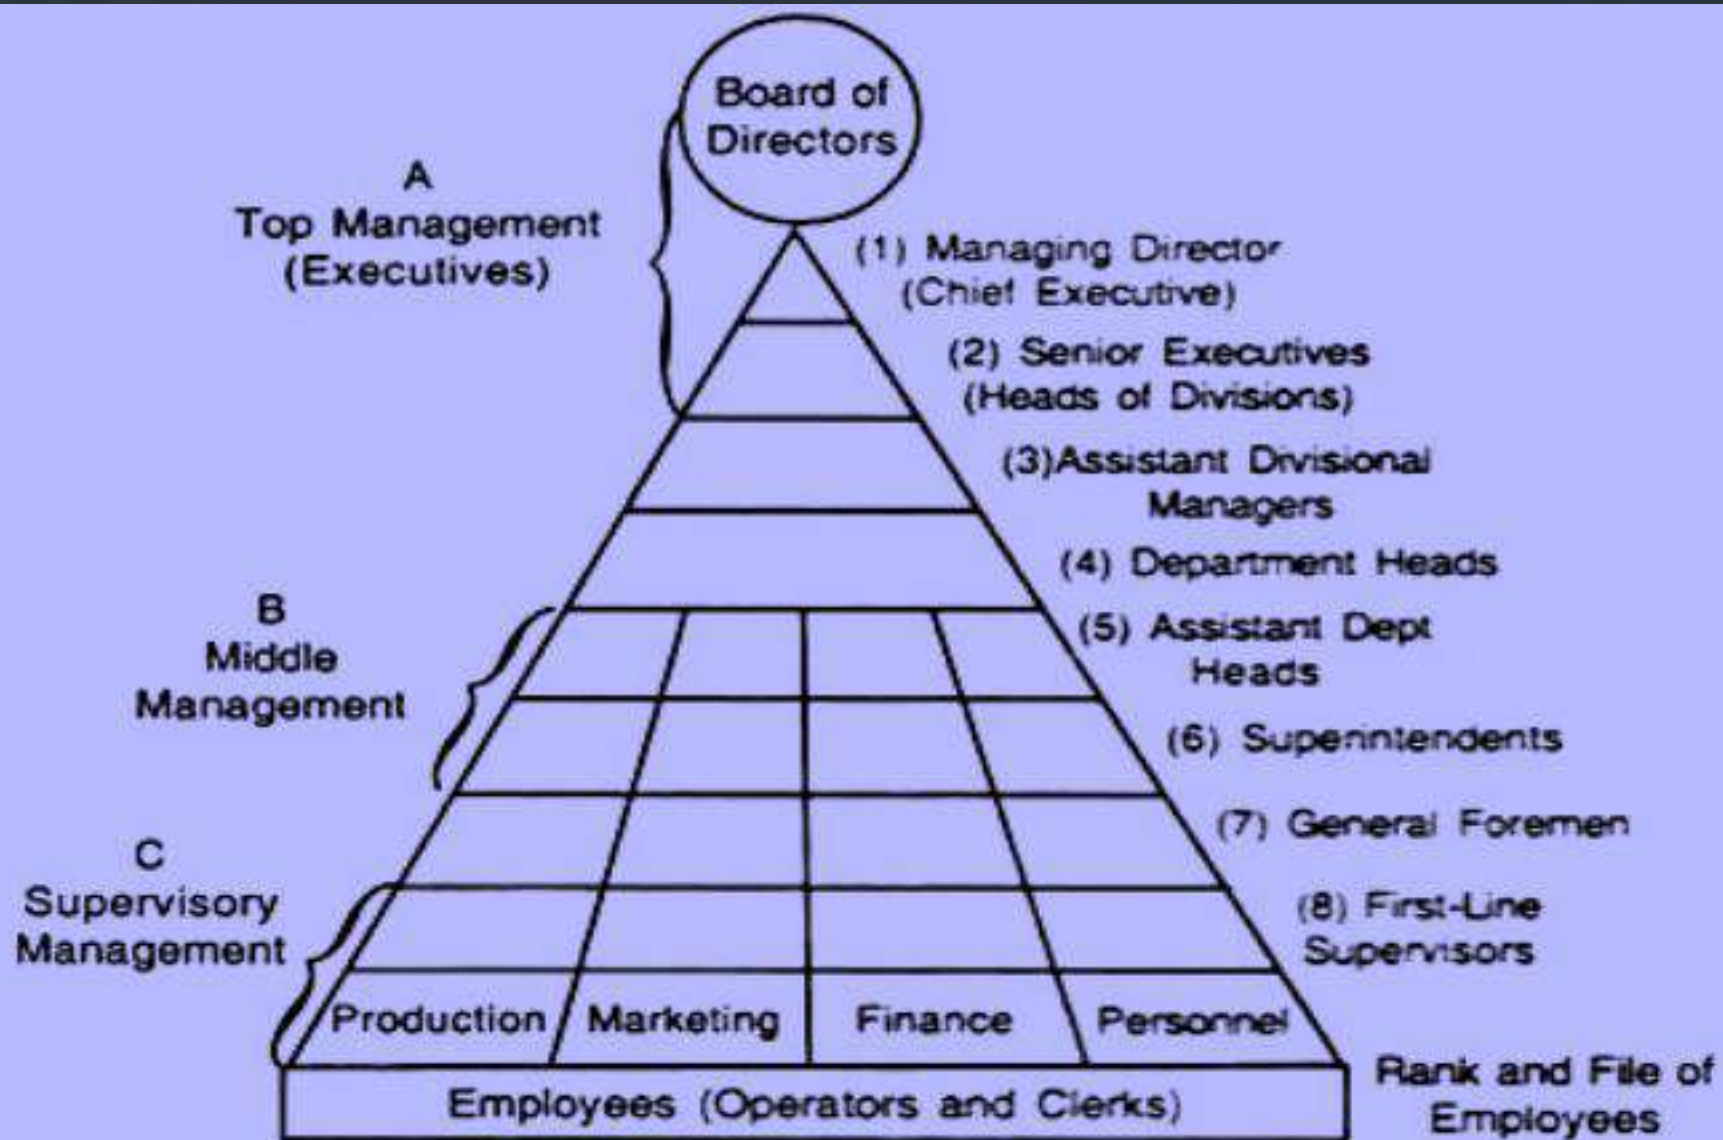 Board of
Directors
A
Top Management
(Executives)
(1) Managing Director
(Chief Executive)
(2) Senior Executives
(Heads of Divisions)
(3)Assistant Divisional
Managers
(4) Department Heads
B
Middle
Management
(5) Assistant Dept
Heads
(6) Superintendents
(7) General Foremen
C
Supervisory
Management
(8) First-Line
Supervisors
Production
Marketing
Finance
Personnel
Employees (Operators and Clerks)
Rank and File of
Employees